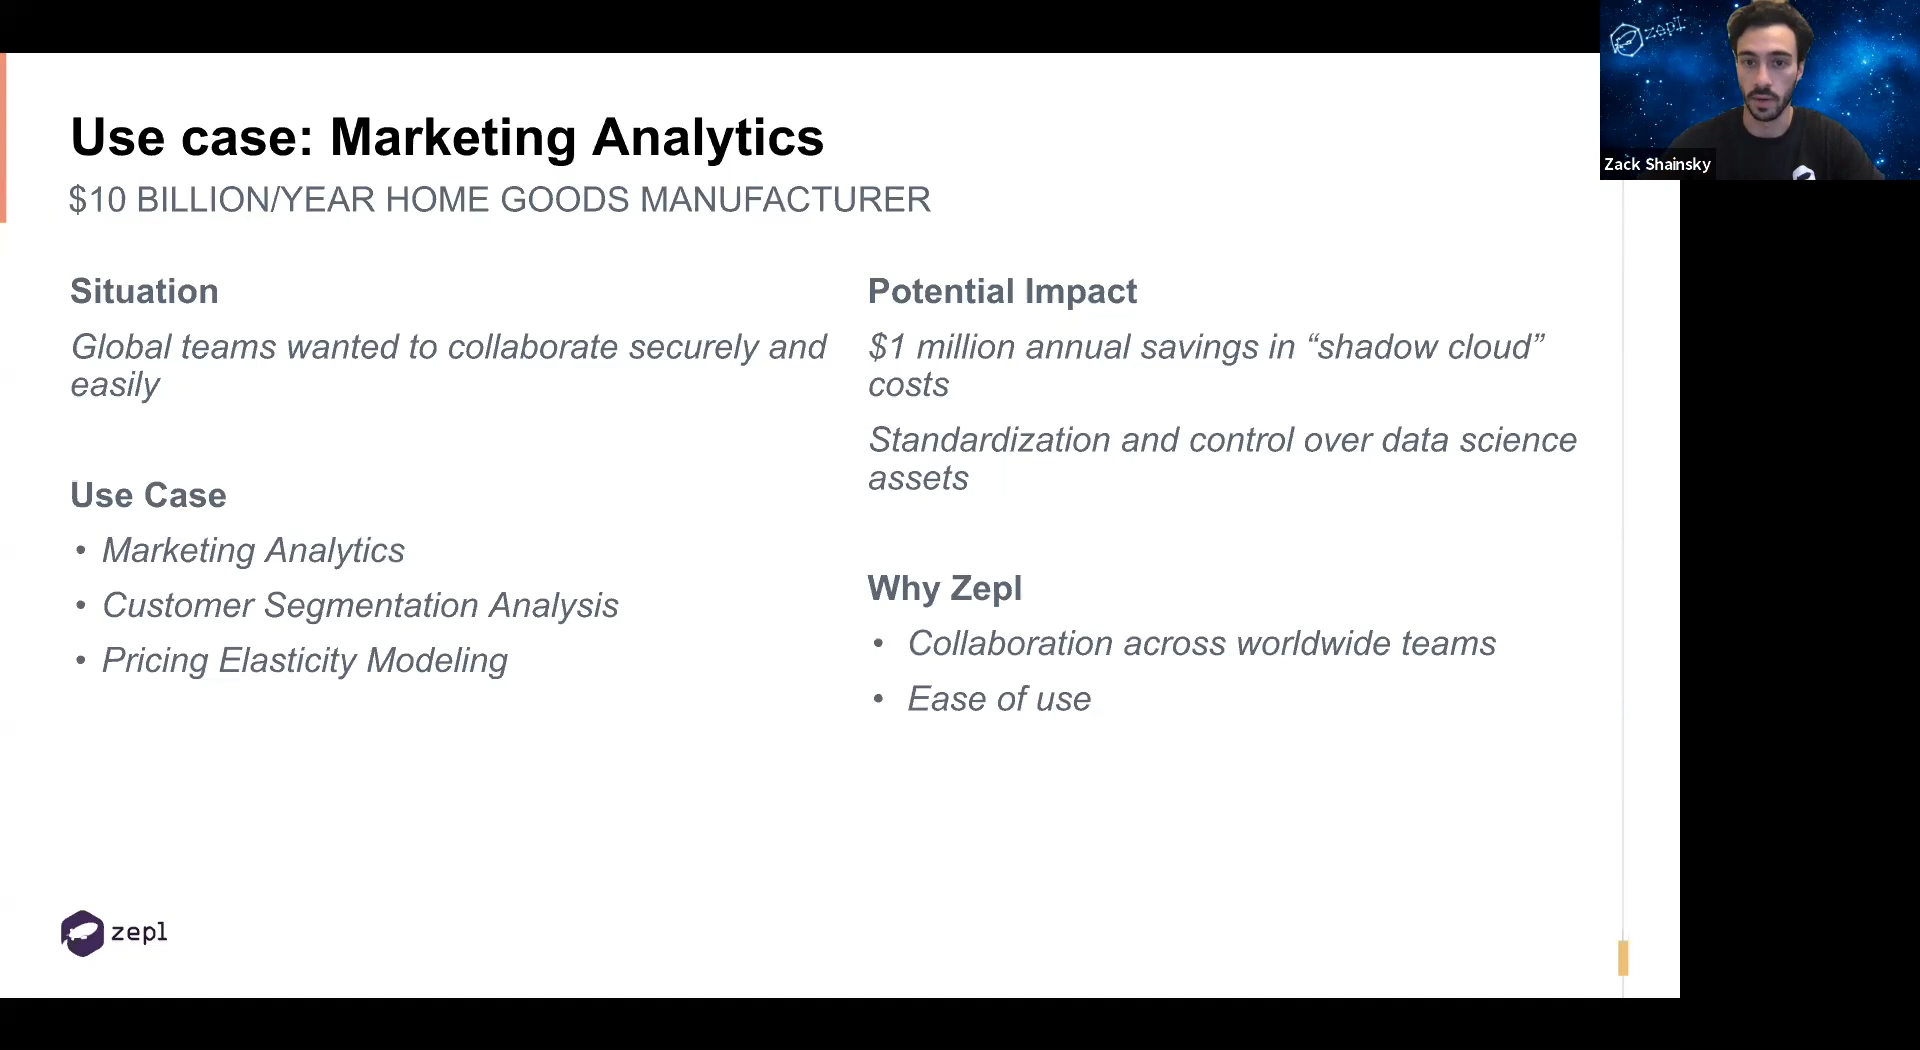 Use case: Marketing Analytics
$10 BILLION/YEAR HOME GOODS MANUFACTURER
Situation
Global teams wanted to collaborate securely and
easily
Use Case
• Marketing Analytics
• Customer Segmentation Analysis
• Pricing Elasticity Modeling
Potential Impact
$1 million annual savings in “shadow cloud”
costs
Standardization and control over data science
assets
Why Zepl
• Collaboration across worldwide teams
• Ease of use
zepl
zepl
Zack Shainsky